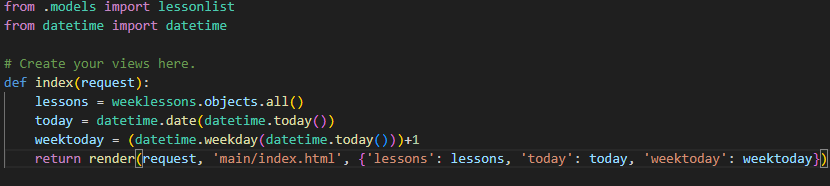 from .models import lessonlist
from datetime import datetime
# Create your views here.
def index(request):
    lessons = weeklessons.objects.all()
    today = datetime.date(datetime.today())
    weektoday = (datetime.weekday(datetime.today()))+1
    return render(request, 'main/index.html', {'lessons': lessons, 'today': today, 'weektoday': weektoday})